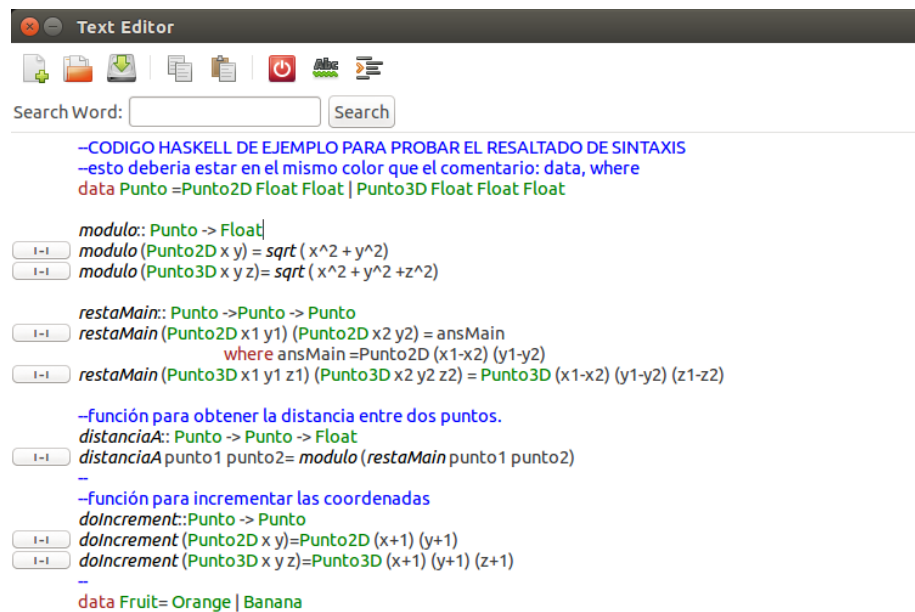 Text Editor
Abc
Search Word: Search
--CODIGO HASKELL DE EJEMPLO PARA PROBAR EL RESALTADO DE SINTAXIS
--esto deberia estar en el mismo color que el comentario: data, where
data Punto =Punto2D Float Float | Punto3D Float Float Float
modulo:: Punto -> Float
|-| modulo (Punto2D x y) = sqrt ( x^2 + y^2)
|-| modulo (Punto3D x y z)= sqrt ( x^2 + y^2 +z^2)
restaMain:: Punto ->Punto -> Punto
|-| restaMain (Punto2D x1 y1) (Punto2D x2 y2) = ansMain
where ansMain =Punto2D (x1-x2) (y1-y2)
|-| restaMain (Punto3D x1 y1 z1) (Punto3D x2 y2 z2) = Punto3D (x1-x2) (y1-y2) (z1-z2)
--función para obtener la distancia entre dos puntos.
distanciaA:: Punto -> Punto -> Float
|-| distanciaA punto1 punto2= modulo (restaMain punto1 punto2)
--
--función para incrementar las coordenadas
doIncrement::Punto -> Punto
|-| doIncrement (Punto2D x y)=Punto2D (x+1) (y+1)
|-| doIncrement (Punto3D x y z)=Punto3D (x+1) (y+1) (z+1)
--
data Fruit= Orange | Banana